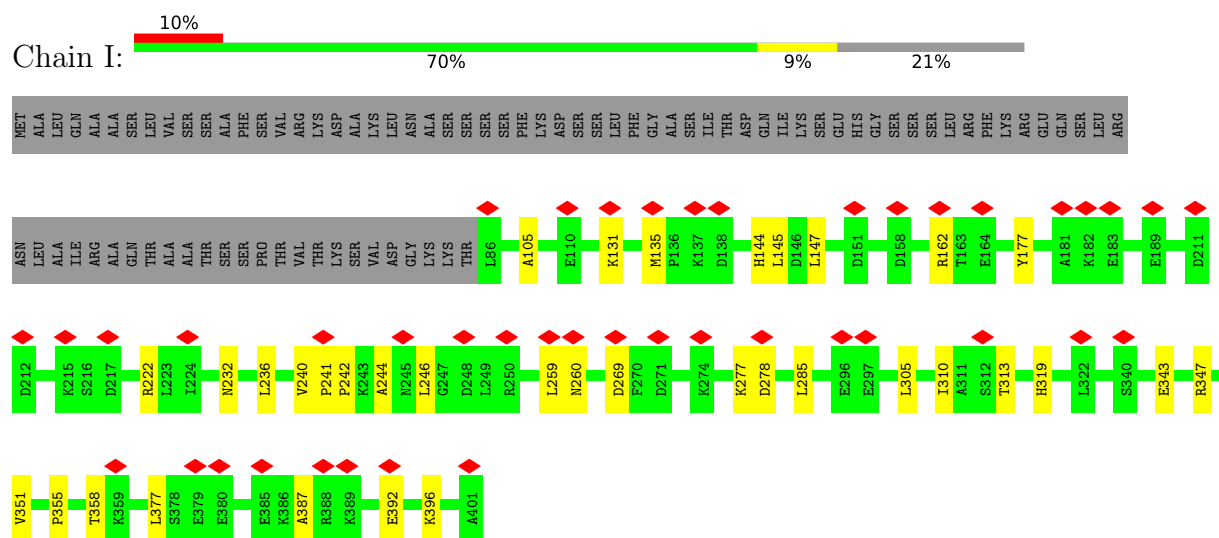 10%
Chain I:
70% 9% 21%
MET ALA LEU GLN ALA ALA SER LEU VAL SER SER ALA PHE SER VAL ARG LYS ASP ALA LYS LEU ASN ALA SER SER SER SER PHE LYS ASP SER SER LEU PHE GLY ALA SER ILE THR ASP GLN ILE LYS SER GLU HIS GLY SER SER SER LEU ARG PHE LYS ARG GLU GLN SER LEU ARG
ASN LEU ALA ILE ARG ALA GLN THR ALA ALA THR SER SER PRO THR VAL THR LYS SER VAL ASP GLY LYS LYS THR L86 A105 E110 K131 M135 P136 K137 D138 H144 L145 D146 L147 D151 D158 R162 T163 E164 Y177 A181 K182 E183 E189 D211
D212 K215 S216 D217 R222 L223 I224 N232 L236 V240 P241 P242 K243 A244 N245 L246 G247 D248 L249 R250 L259 N260 D269 F270 D271 K274 K277 D278 L285 E296 E297 L305 I310 A311 S312 T313 H319 L322 S340 E343 R347
V351 P355 T358 K359 L377 S378 E379 E380 E385 K386 A387 R388 K389 E392 K396 A401